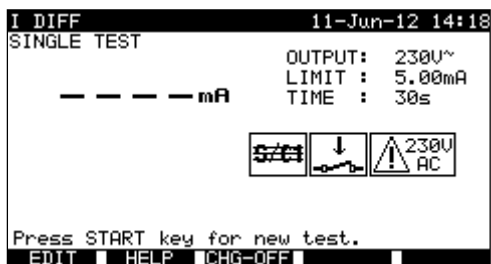 I DIFF 11-Jun-12 14:18
SINGLE TEST
OUTPUT: 230V~
LIMIT : 5.00mA
– – – – mA TIME : 30s
S/C1 230V
AC
Press START key for new test.
EDIT HELP CHG-OFF